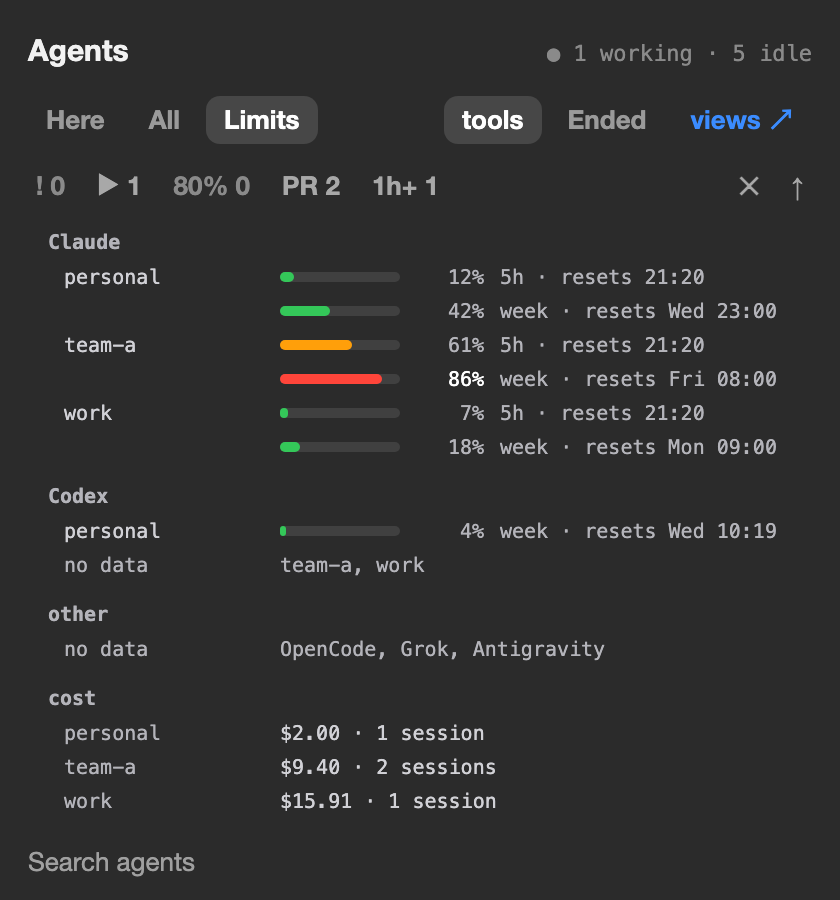 Agents ● 1 working · 5 idle
Here All Limits tools Ended views ↗
! 0 ▶ 1 80% 0 PR 2 1h+ 1 × ↑
Claude
personal 12% 5h · resets 21:20
42% week · resets Wed 23:00
team-a 61% 5h · resets 21:20
86% week · resets Fri 08:00
work 7% 5h · resets 21:20
18% week · resets Mon 09:00
Codex
personal 4% week · resets Wed 10:19
no data team-a, work
other
no data OpenCode, Grok, Antigravity
cost
personal $2.00 · 1 session
team-a $9.40 · 2 sessions
work $15.91 · 1 session
Search agents